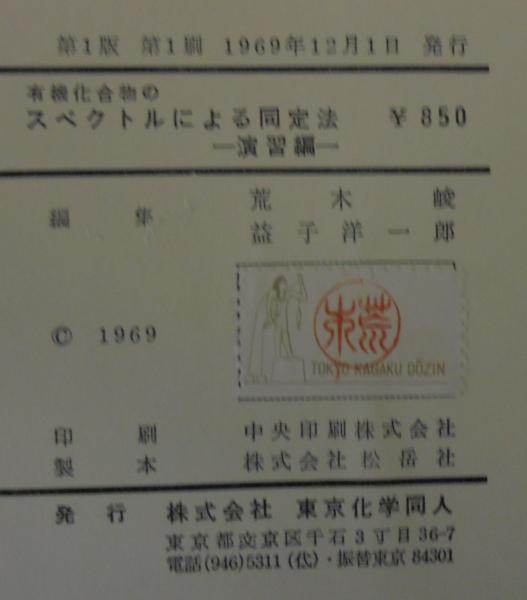 第1版 第1刷 1969年12月1日 発行
有機化合物の
スペクトルによる同定法 ¥850
―演習編―
編集 荒木峻
益子洋一郎
荒木
TOKYO KAGAKU DŌZIN
© 1969
印刷 中央印刷株式会社
製本 株式会社松岳社
発行 株式会社 東京化学同人
東京都文京区千石3丁目36-7
電話(946)5311(代)・振替東京84301